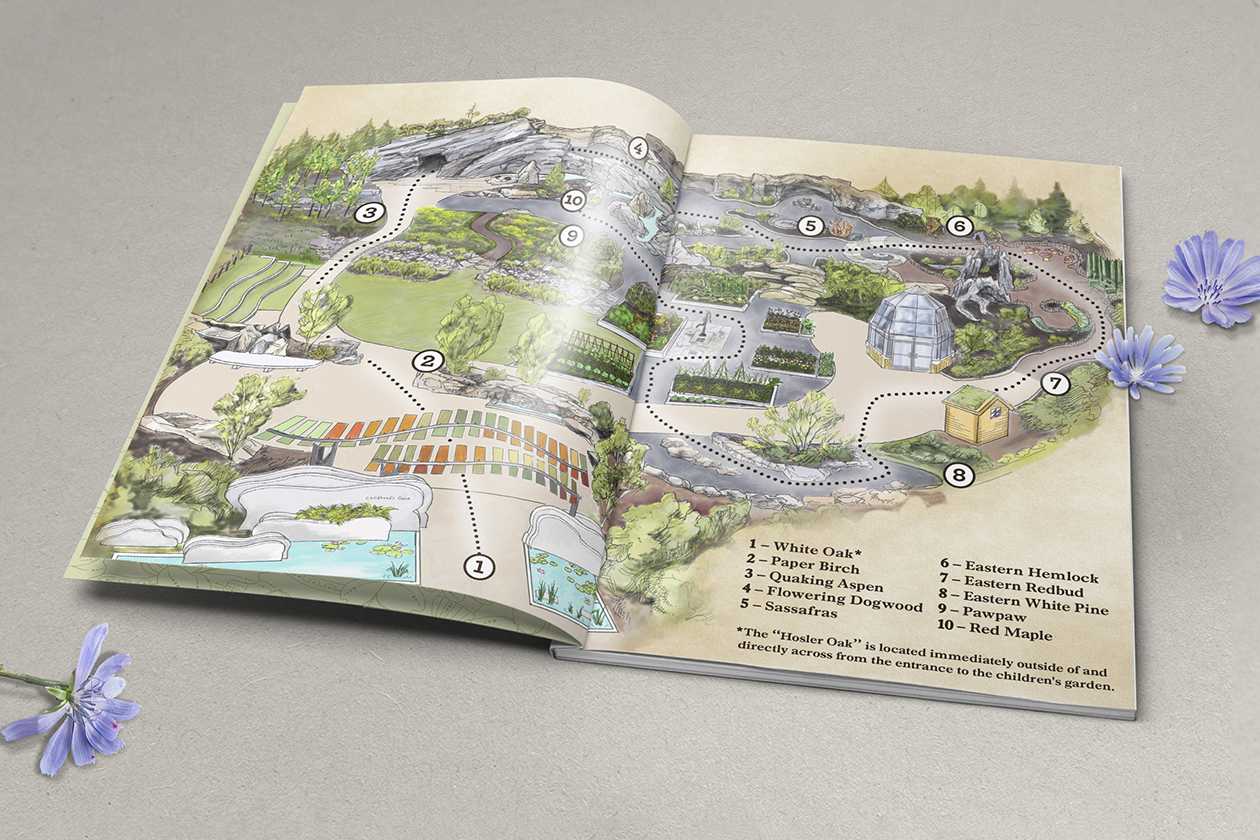 4
10
3
9
5
6
2
7
8
Children's Gate
1
1 – White Oak*
2 – Paper Birch
3 – Quaking Aspen
4 – Flowering Dogwood
5 – Sassafras
6 – Eastern Hemlock
7 – Eastern Redbud
8 – Eastern White Pine
9 – Pawpaw
10 – Red Maple
*The “Hosler Oak” is located immediately outside of and
directly across from the entrance to the children's garden.